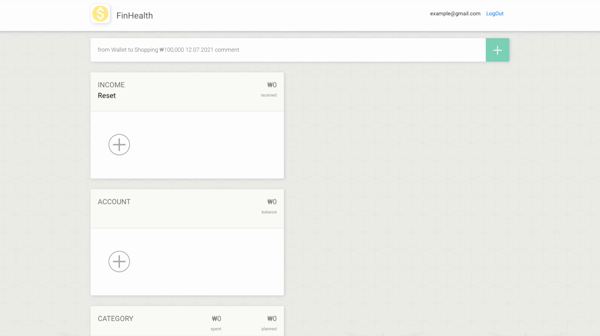 FinHealth
example@gmail.com LogOut
from Wallet to Shopping ₩100,000 12.07.2021 comment
INCOME ₩0
Reset received
ACCOUNT ₩0
balance
CATEGORY ₩0 ₩0
spent planned